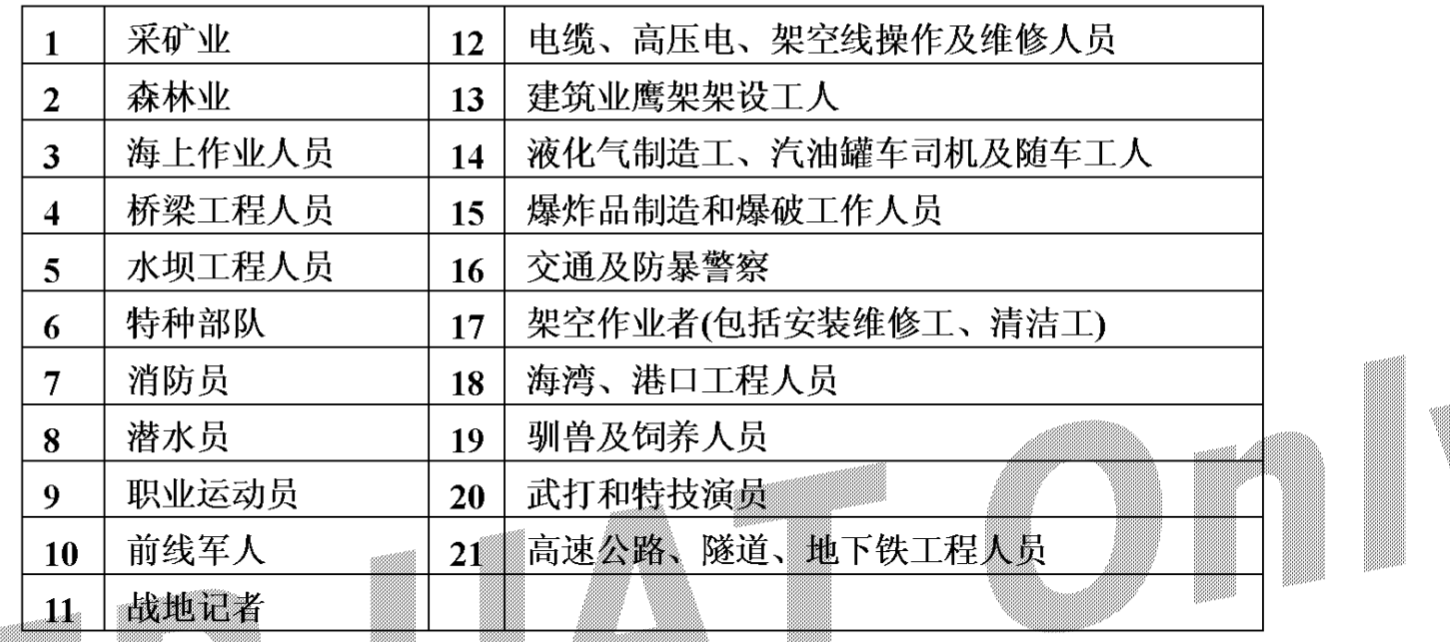 1 采矿业 12 电缆、高压电、架空线操作及维修人员
2 森林业 13 建筑业鹰架架设工人
3 海上作业人员 14 液化气制造工、汽油罐车司机及随车工人
4 桥梁工程人员 15 爆炸品制造和爆破工作人员
5 水坝工程人员 16 交通及防暴警察
6 特种部队 17 架空作业者(包括安装维修工、清洁工)
7 消防员 18 海湾、港口工程人员
8 潜水员 19 驯兽及饲养人员
9 职业运动员 20 武打和特技演员
10 前线军人 21 高速公路、隧道、地下铁工程人员
11 战地记者
UAT Only